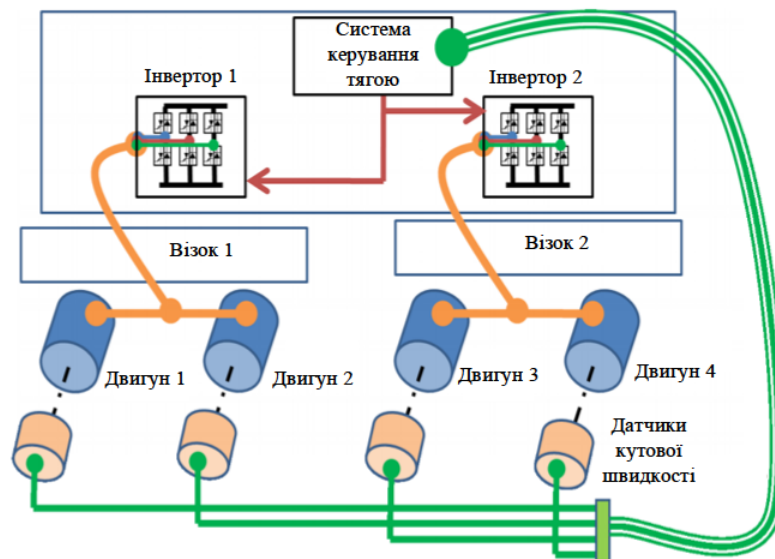 Система
керування
тягою
Інвертор 1
Інвертор 2
Візок 1
Візок 2
Двигун 1
Двигун 2
Двигун 3
Двигун 4
Датчики
кутової
швидкості